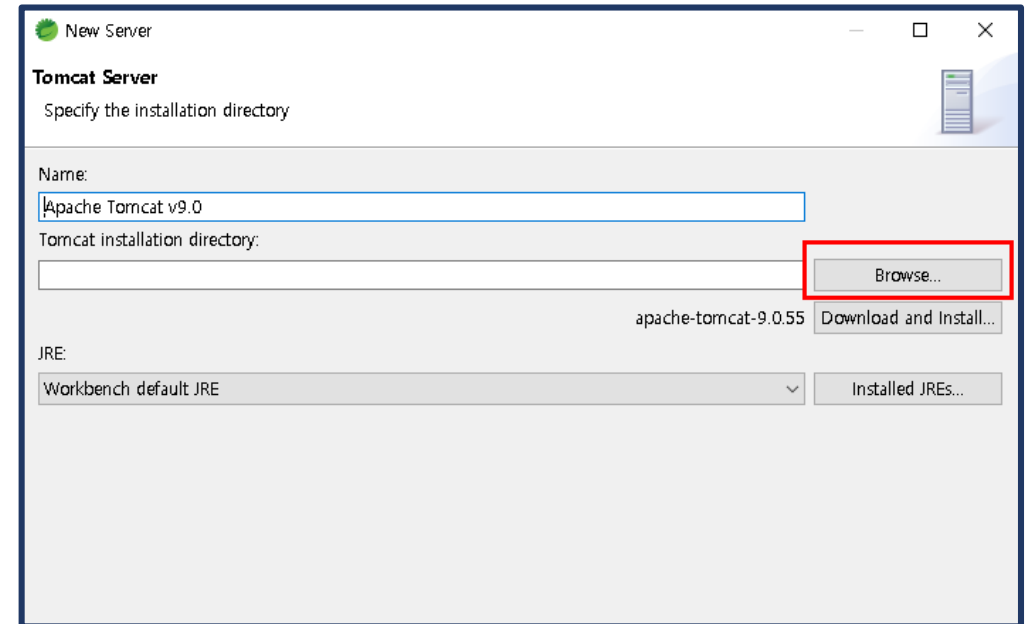 New Server
Tomcat Server
Specify the installation directory
Name:
Apache Tomcat v9.0
Tomcat installation directory:
Browse...
apache-tomcat-9.0.55 Download and Install...
JRE:
Workbench default JRE Installed JREs...